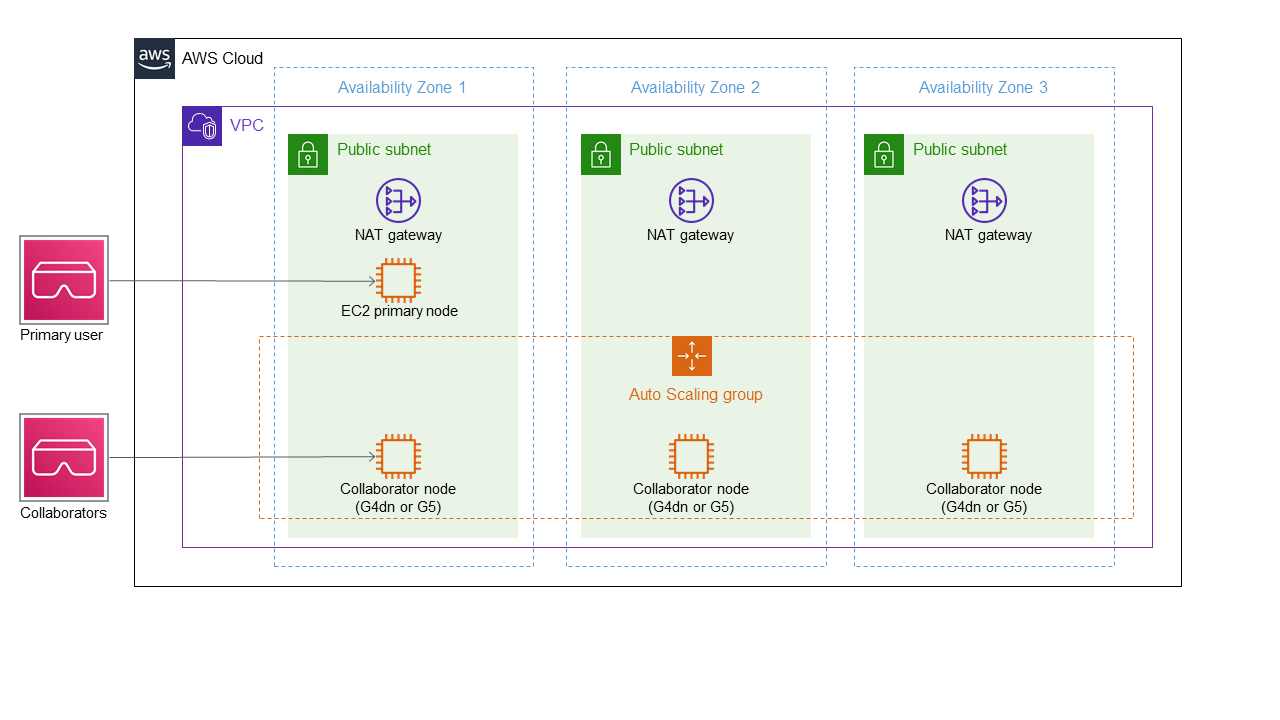 aws
AWS Cloud
Availability Zone 1
Availability Zone 2
Availability Zone 3
VPC
Public subnet
Public subnet
Public subnet
NAT gateway
NAT gateway
NAT gateway
EC2 primary node
Primary user
Auto Scaling group
Collaborator node
(G4dn or G5)
Collaborator node
(G4dn or G5)
Collaborator node
(G4dn or G5)
Collaborators